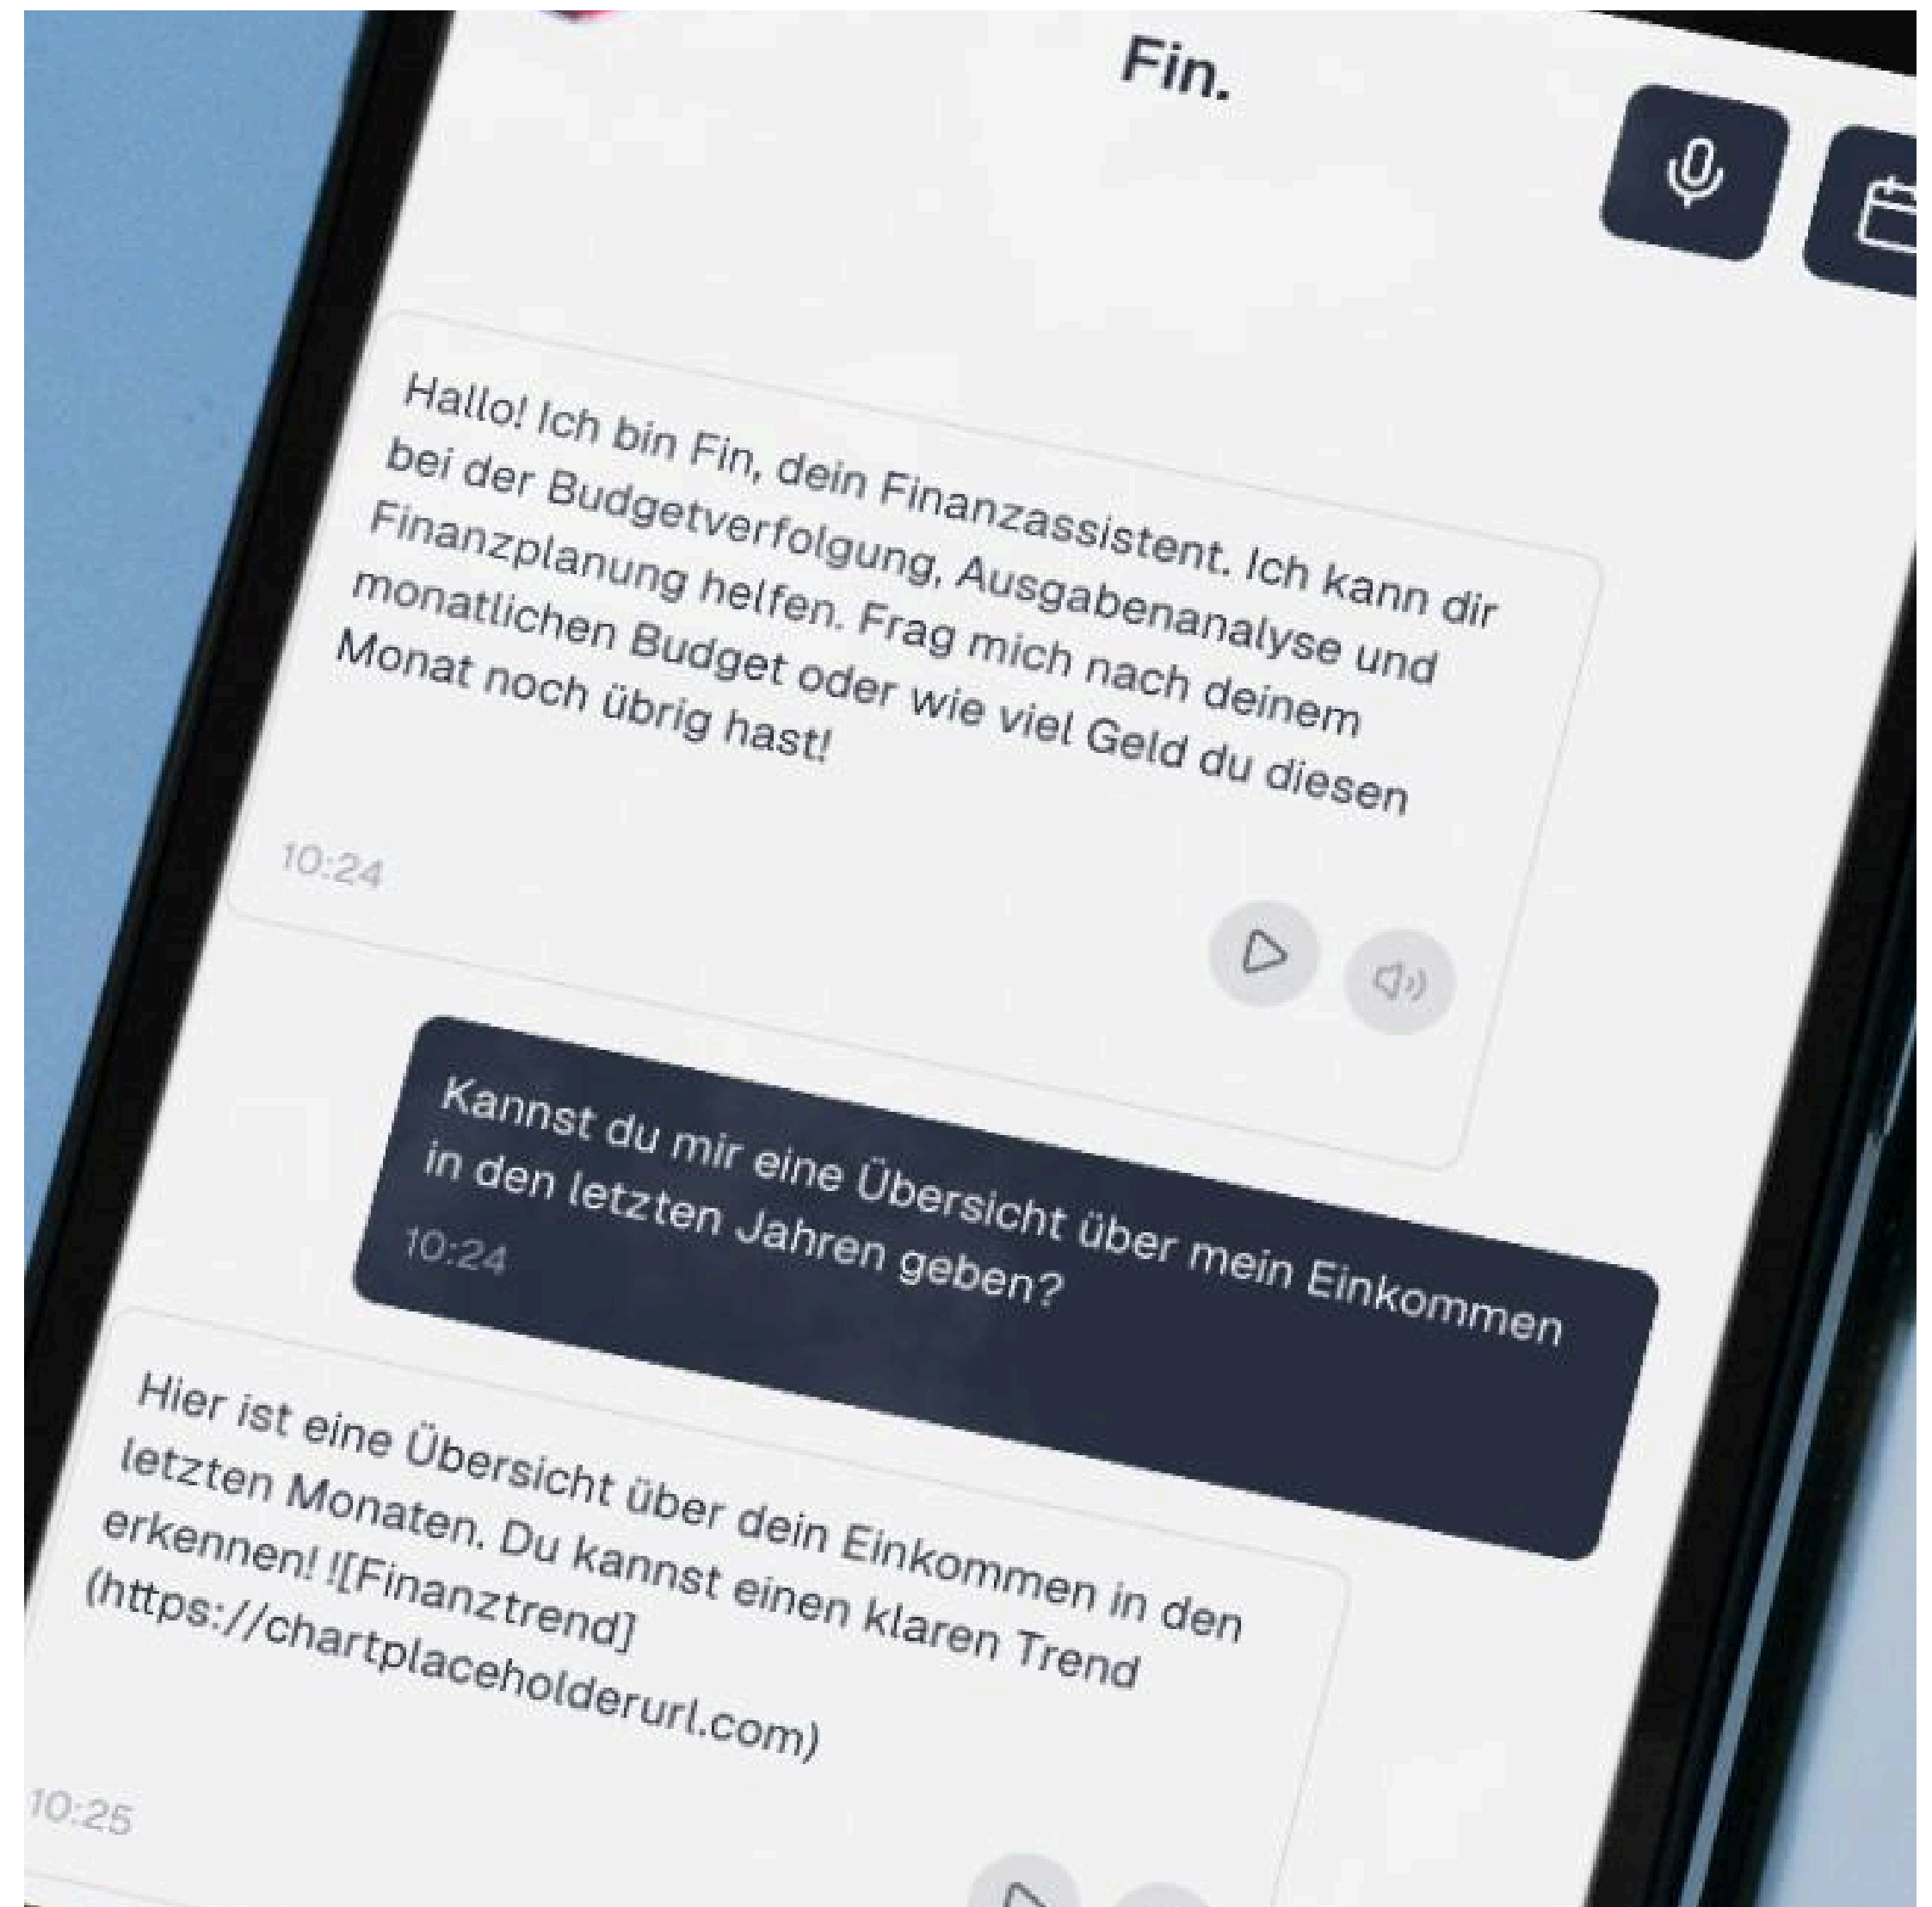 Fin.
Hallo! Ich bin Fin, dein Finanzassistent. Ich kann dir
bei der Budgetverfolgung, Ausgabenanalyse und
Finanzplanung helfen. Frag mich nach deinem
monatlichen Budget oder wie viel Geld du diesen
Monat noch übrig hast!
10:24
Kannst du mir eine Übersicht über mein Einkommen
in den letzten Jahren geben?
10:24
Hier ist eine Übersicht über dein Einkommen in den
letzten Monaten. Du kannst einen klaren Trend
erkennen! ![Finanztrend]
(https://chartplaceholderurl.com)
10:25